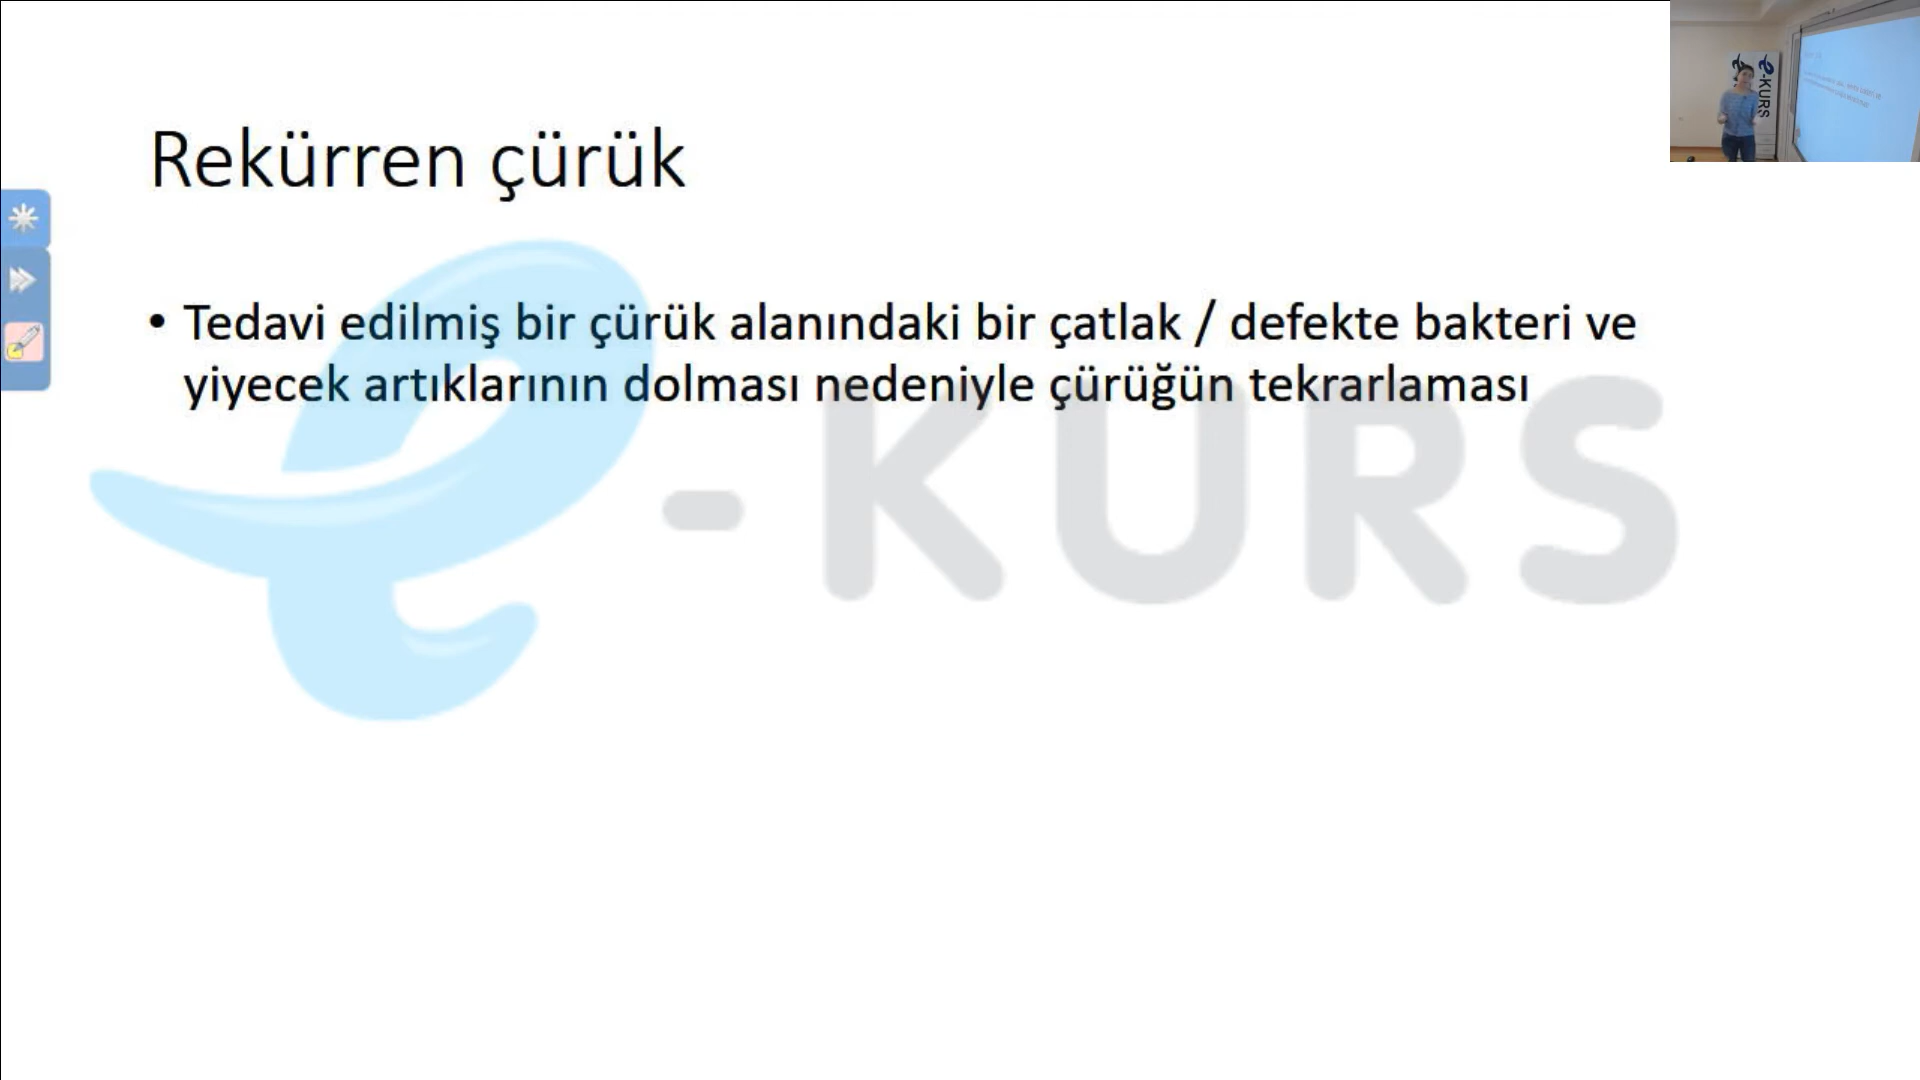 Rekürren çürük
• Tedavi edilmiş bir çürük alanındaki bir çatlak / defekte bakteri ve
yiyecek artıklarının dolması nedeniyle çürüğün tekrarlaması
e-KURS
e-KURS